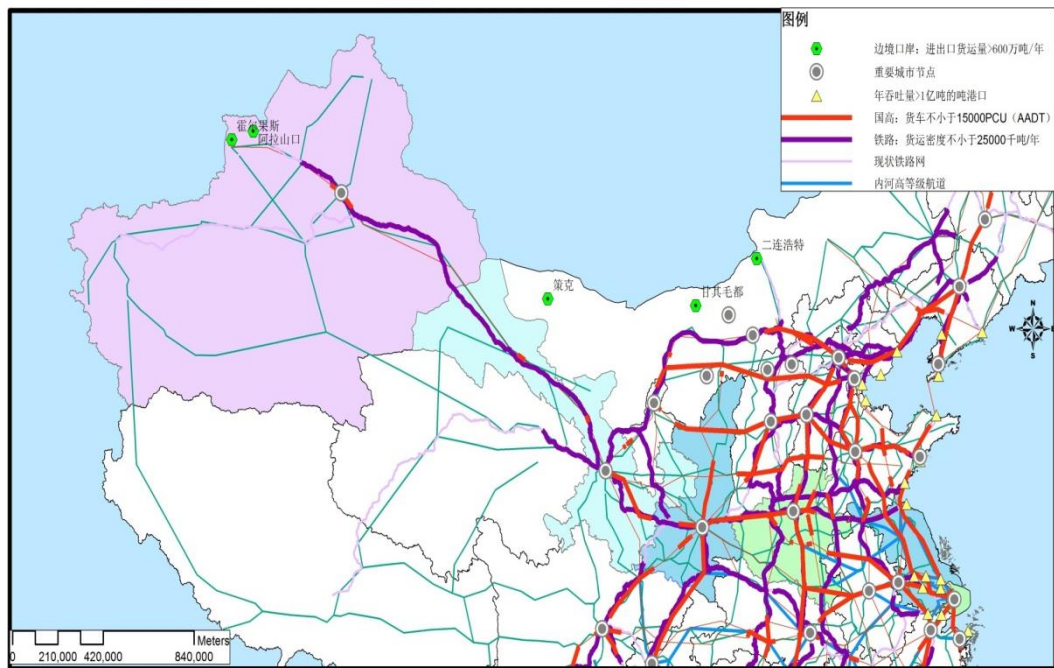 图例
边境口岸：进出口货运量>600万吨/年
重要城市节点
年吞吐量>1亿吨的吨港口
国高：货车不小于15000PCU（AADT）
铁路：货运密度不小于25000千吨/年
现状铁路网
内河高等级航道
霍尔果斯
阿拉山口
二连浩特
策克
甘其毛都
N
W E
S
Meters
0 210,000 420,000 840,000